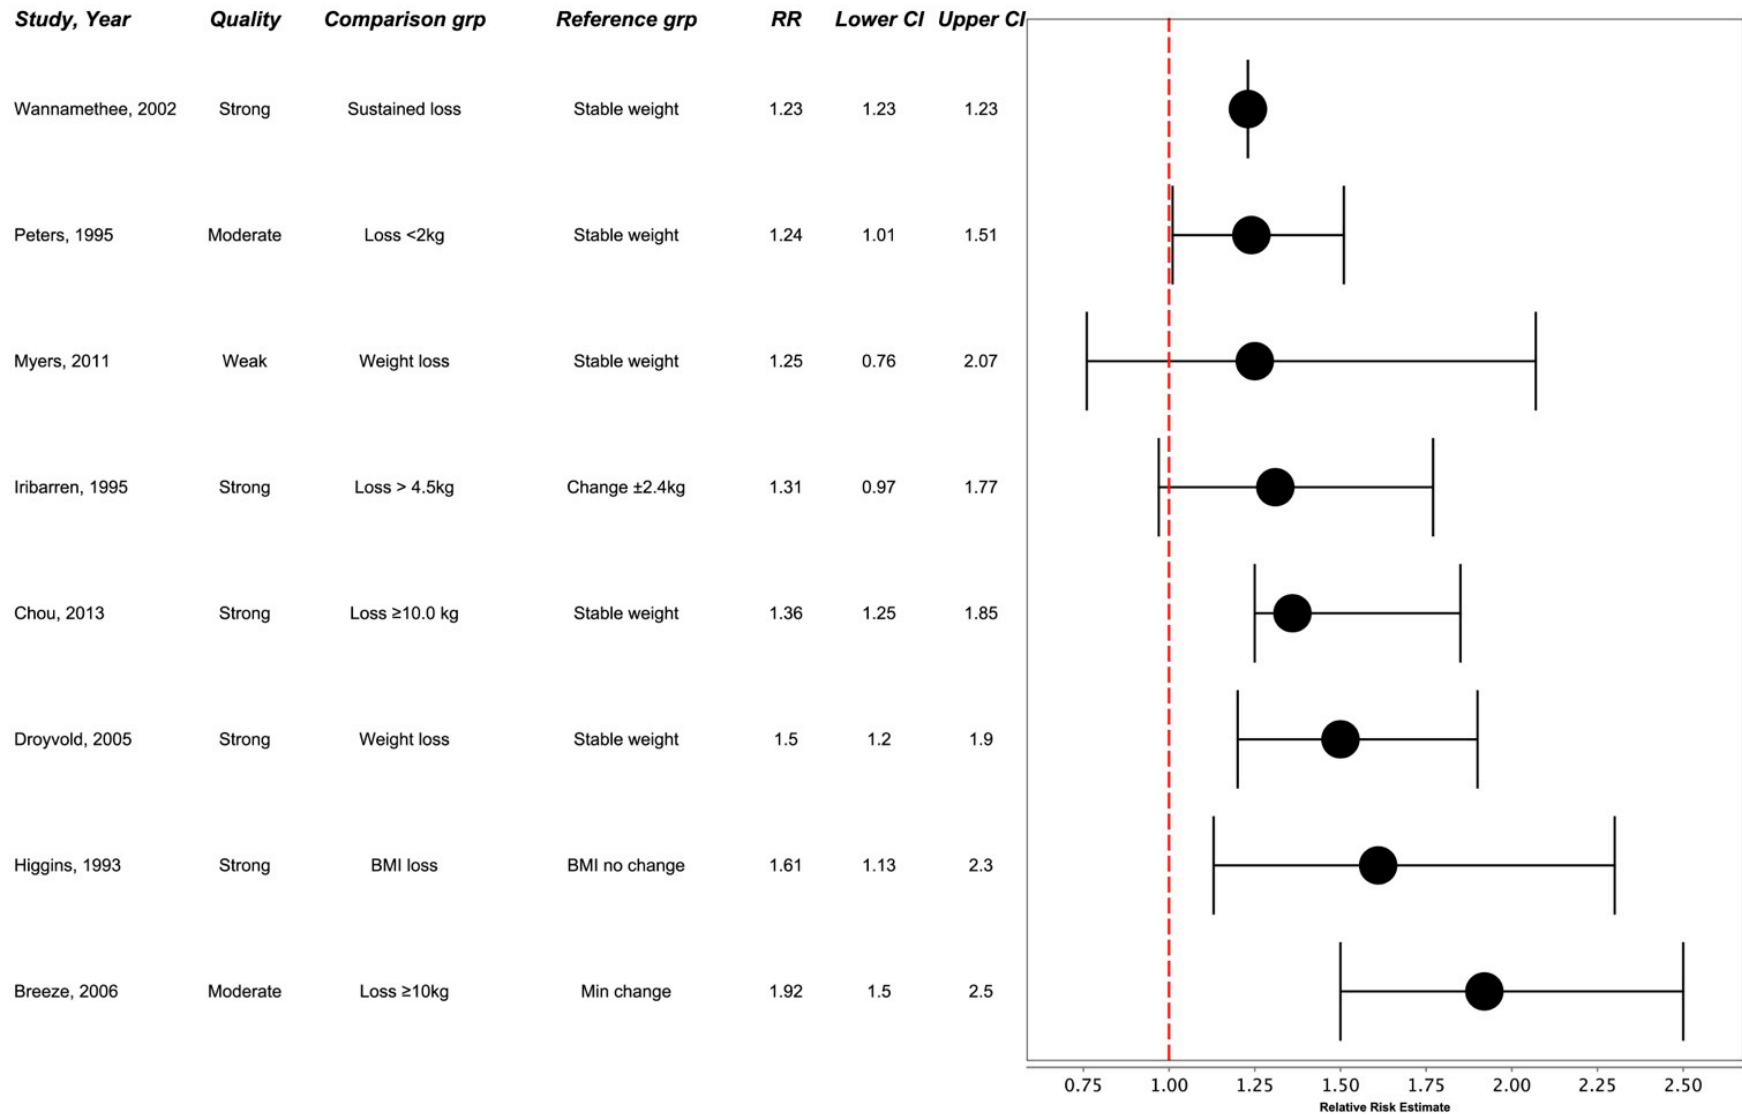 Study, Year Quality Comparison grp Reference grp RR Lower CI Upper CI
Wannamethee, 2002 Strong Sustained loss Stable weight 1.23 1.23 1.23
Peters, 1995 Moderate Loss <2kg Stable weight 1.24 1.01 1.51
Myers, 2011 Weak Weight loss Stable weight 1.25 0.76 2.07
Iribarren, 1995 Strong Loss > 4.5kg Change ±2.4kg 1.31 0.97 1.77
Chou, 2013 Strong Loss ≥10.0 kg Stable weight 1.36 1.25 1.85
Droyvold, 2005 Strong Weight loss Stable weight 1.5 1.2 1.9
Higgins, 1993 Strong BMI loss BMI no change 1.61 1.13 2.3
Breeze, 2006 Moderate Loss ≥10kg Min change 1.92 1.5 2.5
0.75 1.00 1.25 1.50 1.75 2.00 2.25 2.50
Relative Risk Estimate